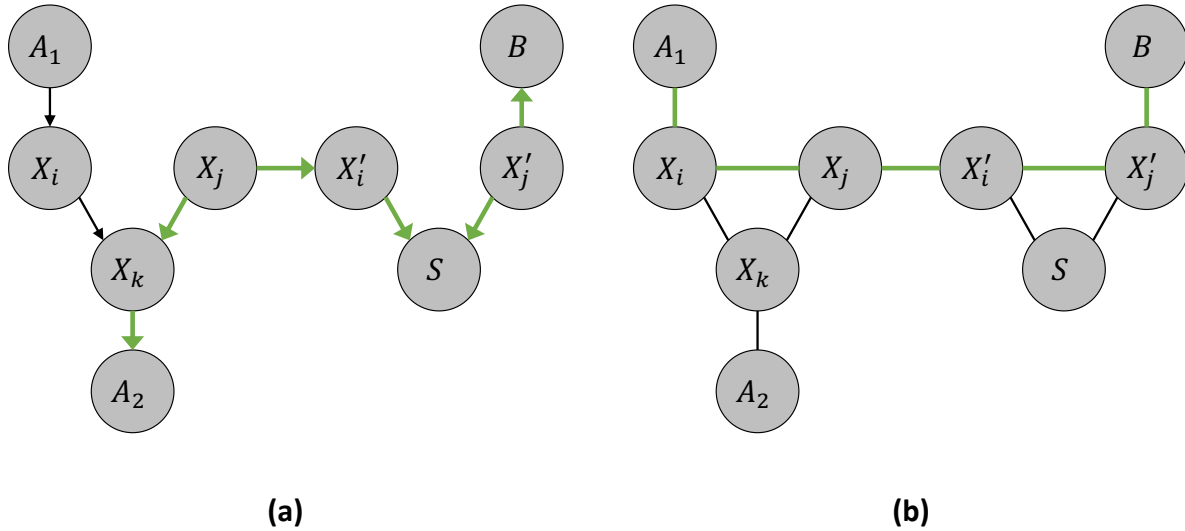 A₁ B A₁ B
Xᵢ Xⱼ X′ᵢ X′ⱼ Xᵢ Xⱼ X′ᵢ X′ⱼ
Xₖ S Xₖ S
A₂ A₂
(a) (b)